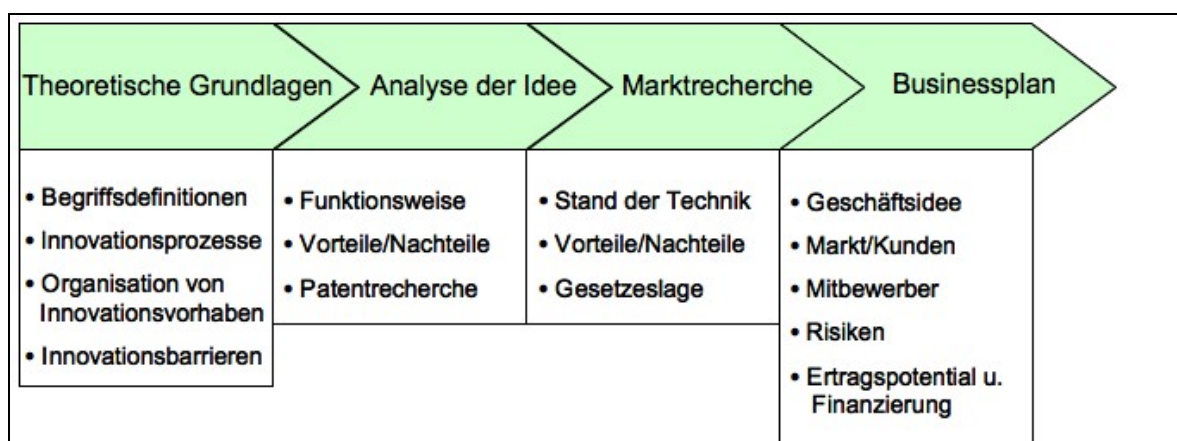 Theoretische Grundlagen
Analyse der Idee
Marktrecherche
Businessplan
• Begriffsdefinitionen
• Innovationsprozesse
• Organisation von
Innovationsvorhaben
• Innovationsbarrieren
• Funktionsweise
• Vorteile/Nachteile
• Patentrecherche
• Stand der Technik
• Vorteile/Nachteile
• Gesetzeslage
• Geschäftsidee
• Markt/Kunden
• Mitbewerber
• Risiken
• Ertragspotential u.
Finanzierung